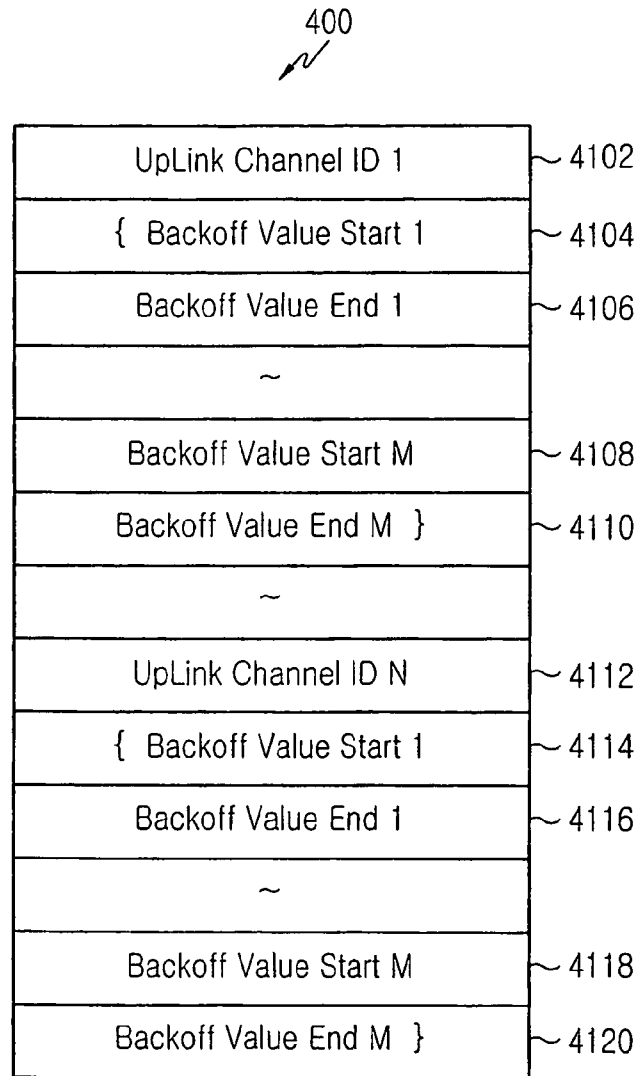 400
UpLink Channel ID 1 ~ 4102
{ Backoff Value Start 1 ~ 4104
Backoff Value End 1 ~ 4106
~
Backoff Value Start M ~ 4108
Backoff Value End M } ~ 4110
~
UpLink Channel ID N ~ 4112
{ Backoff Value Start 1 ~ 4114
Backoff Value End 1 ~ 4116
~
Backoff Value Start M ~ 4118
Backoff Value End M } ~ 4120